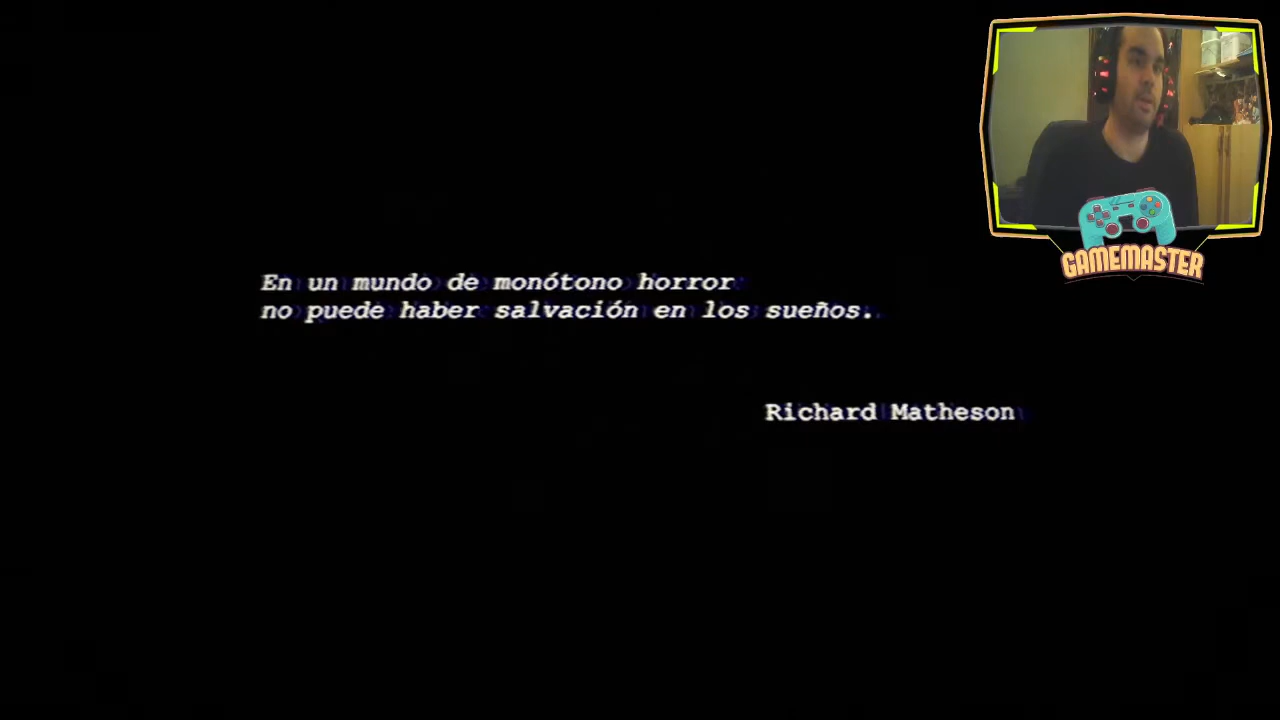 En un mundo de monótono horror
no puede haber salvación en los sueños.
Richard Matheson
GAMEMASTER